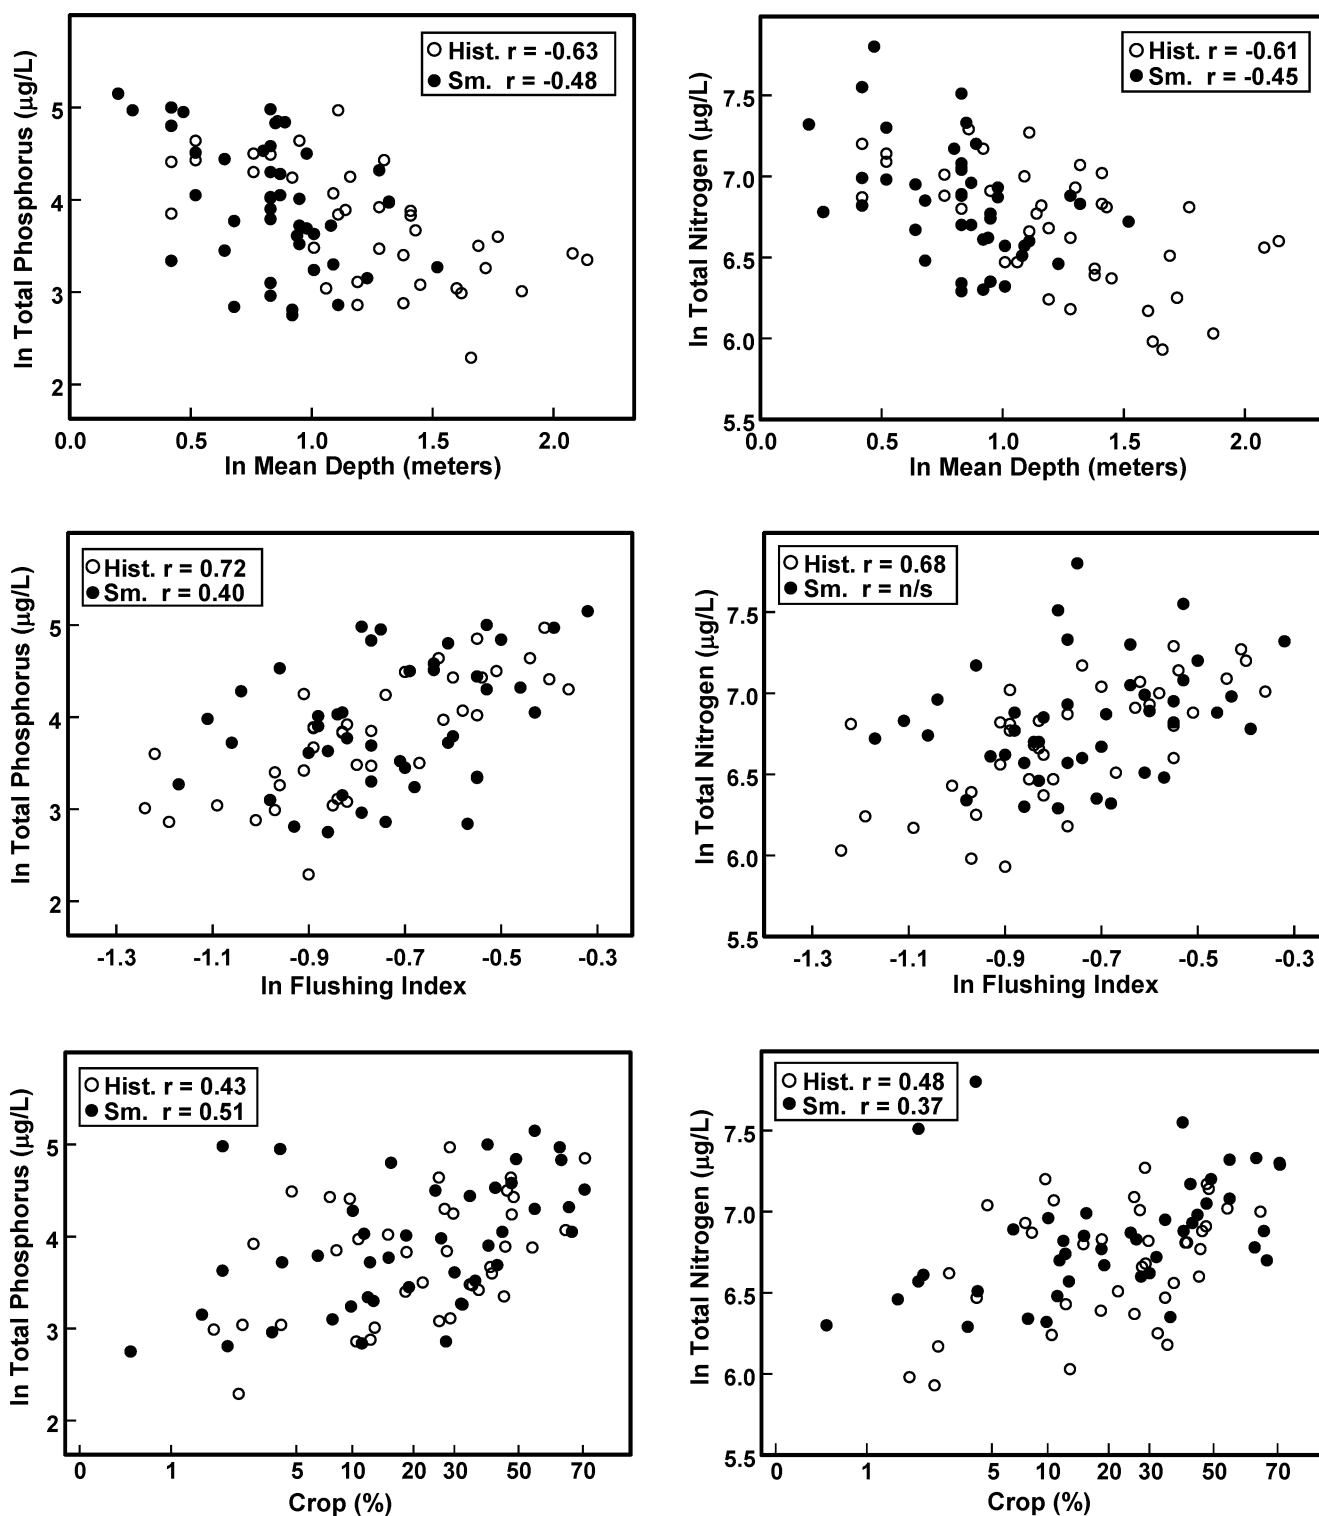 Hist. r = -0.63
Sm. r = -0.48
ln Total Phosphorus (µg/L)
5
4
3
2
0.0 0.5 1.0 1.5 2.0
ln Mean Depth (meters)
Hist. r = -0.61
Sm. r = -0.45
ln Total Nitrogen (µg/L)
7.5
7.0
6.5
6.0
5.5
0.0 0.5 1.0 1.5 2.0
ln Mean Depth (meters)
Hist. r = 0.72
Sm. r = 0.40
ln Total Phosphorus (µg/L)
5
4
3
2
-1.3 -1.1 -0.9 -0.7 -0.5 -0.3
ln Flushing Index
Hist. r = 0.68
Sm. r = n/s
ln Total Nitrogen (µg/L)
7.5
7.0
6.5
6.0
5.5
-1.3 -1.1 -0.9 -0.7 -0.5 -0.3
ln Flushing Index
Hist. r = 0.43
Sm. r = 0.51
ln Total Phosphorus (µg/L)
5
4
3
2
0 1 5 10 20 30 50 70
Crop (%)
Hist. r = 0.48
Sm. r = 0.37
ln Total Nitrogen (µg/L)
7.5
7.0
6.5
6.0
5.5
0 1 5 10 20 30 50 70
Crop (%)